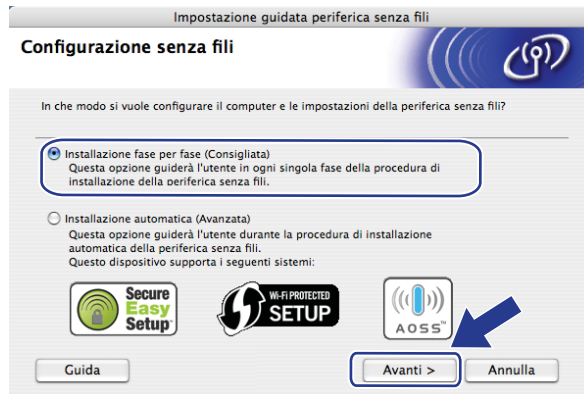 Impostazione guidata periferica senza fili
Configurazione senza fili
In che modo si vuole configurare il computer e le impostazioni della periferica senza fili?
Installazione fase per fase (Consigliata)
Questa opzione guiderà l'utente in ogni singola fase della procedura di
installazione della periferica senza fili.
Installazione automatica (Avanzata)
Questa opzione guiderà l'utente durante la procedura di installazione
automatica della periferica senza fili.
Questo dispositivo supporta i seguenti sistemi:
Secure
Easy
Setup
Wi-Fi PROTECTED
SETUP
AOSS™
Guida
Avanti >
Annulla